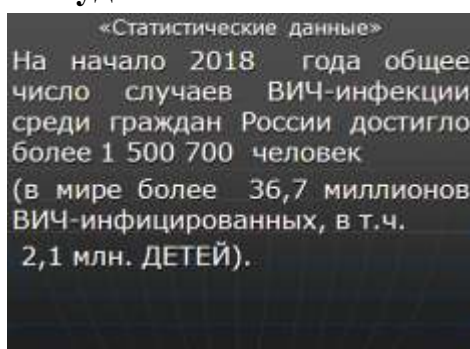 «Статистические данные»
На начало 2018 года общее
число случаев ВИЧ-инфекции
среди граждан России достигло
более 1 500 700 человек
(в мире более 36,7 миллионов
ВИЧ-инфицированных, в т.ч.
2,1 млн. ДЕТЕЙ).